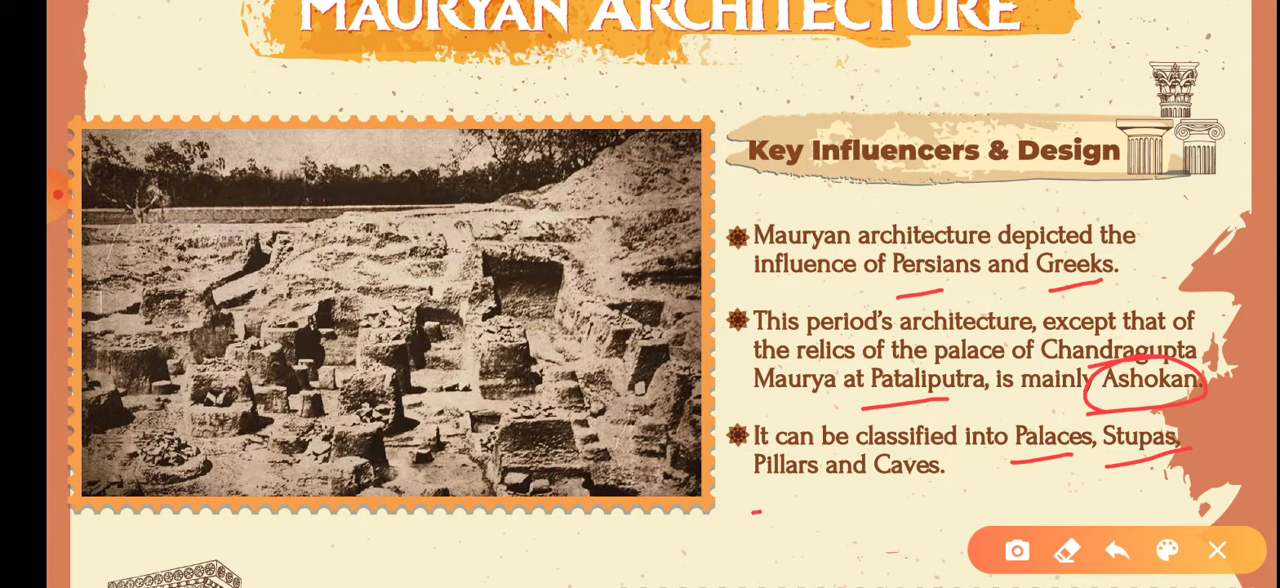 MAURYAN ARCHITECTURE
Key Influencers & Design
Mauryan architecture depicted the
influence of Persians and Greeks.
This period's architecture, except that of
the relics of the palace of Chandragupta
Maurya at Pataliputra, is mainly Ashokan.
It can be classified into Palaces, Stupas,
Pillars and Caves.